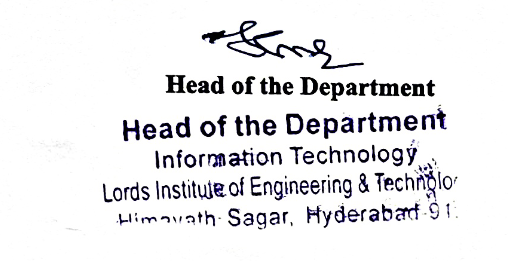 Head of the Department
Head of the Department
Information Technology
Lords Institute of Engineering & Technolo
Himayath Sagar, Hyderabad-91.